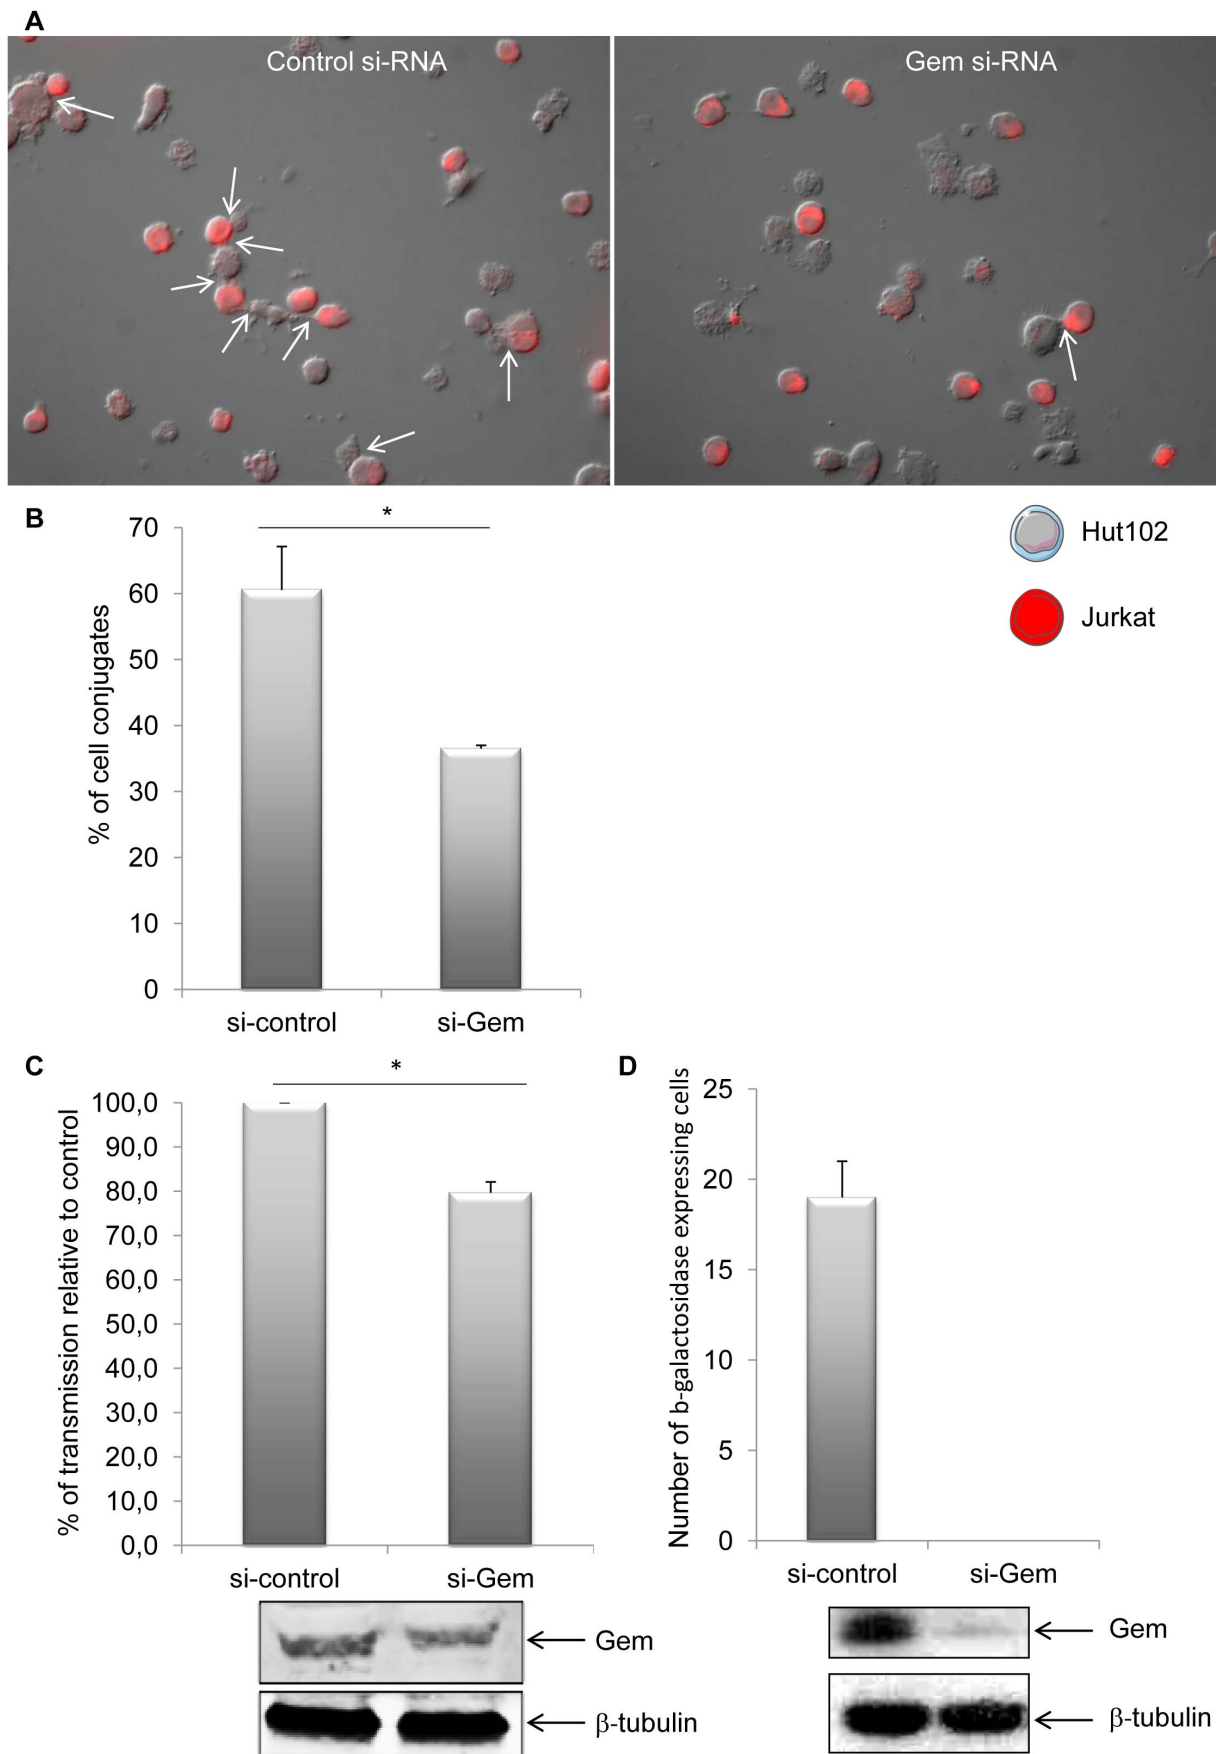 A
Control si-RNA
Gem si-RNA
B
*
70
60
50
40
30
20
10
0
% of cell conjugates
si-control
si-Gem
Hut102
Jurkat
C
*
100,0
90,0
80,0
70,0
60,0
50,0
40,0
30,0
20,0
10,0
0,0
% of transmission relative to control
si-control
si-Gem
Gem
β-tubulin
D
25
20
15
10
5
0
Number of b-galactosidase expressing cells
si-control
si-Gem
Gem
β-tubulin